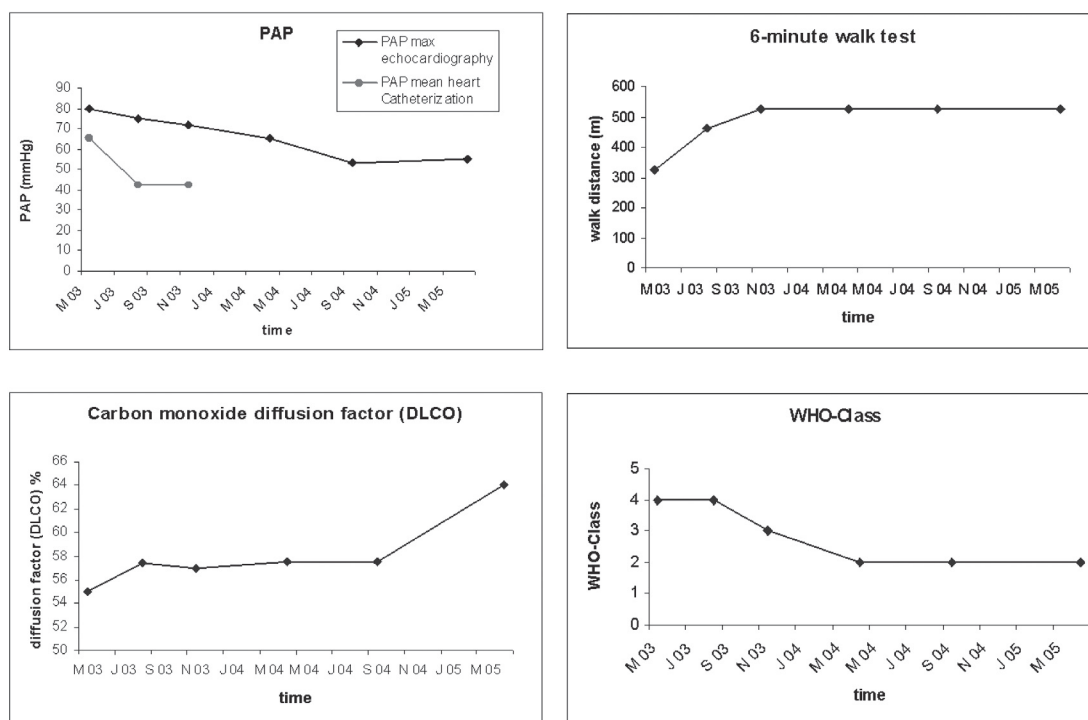 PAP
PAP max
echocardiography
PAP mean heart
Catheterization
PAP (mmHg)
90
80
70
60
50
40
30
20
10
0
M 03
J 03
S 03
N 03
J 04
M 04
M 04
S 04
N 04
J 05
M 05
time
6-minute walk test
walk distance (m)
600
500
400
300
200
100
0
M 03 J 03 S 03 N 03 J 04 M 04 M 04 J 04 S 04 N 04 J 05 M 05
time
Carbon monoxide diffusion factor (DLCO)
diffusion factor (DLCO) %
66
64
62
60
58
56
54
52
50
M 03 J 03 S 03 N 03 J 04 M 04 M 04 J 04 S 04 N 04 J 05 M 05
time
WHO-Class
WHO-Class
5
4
3
2
1
0
M 03
J 03
S 03
N 03
J 04
M 04
M 04
J 04
S 04
N 04
J 05
M 05
time